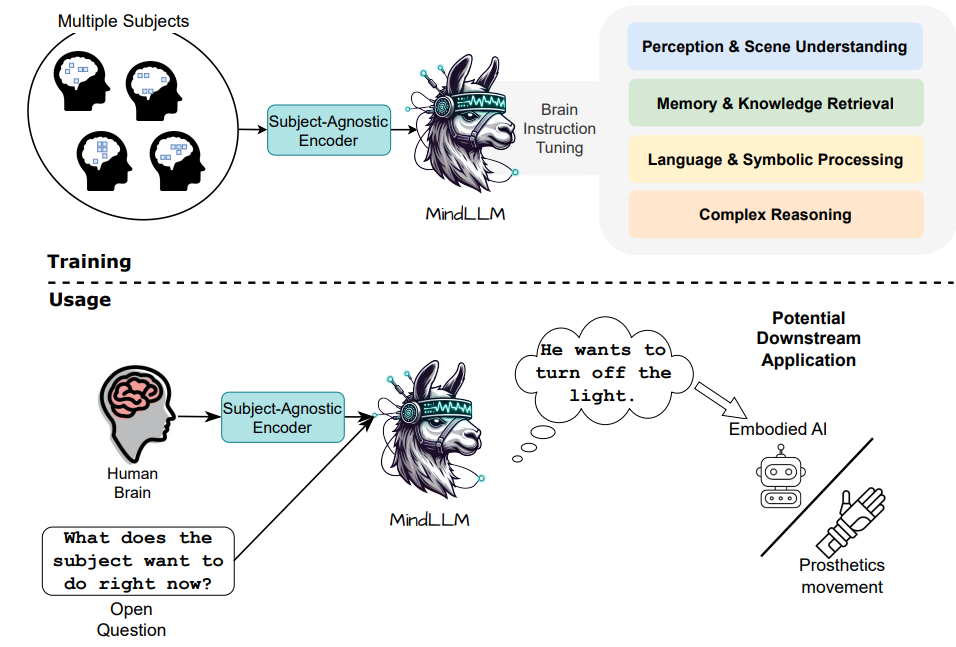 Multiple Subjects
Subject-Agnostic
Encoder
MindLLM
Brain
Instruction
Tuning
Perception & Scene Understanding
Memory & Knowledge Retrieval
Language & Symbolic Processing
Complex Reasoning
Training
Usage
Human
Brain
Subject-Agnostic
Encoder
What does the
subject want to
do right now?
Open
Question
MindLLM
He wants to
turn off the
light.
Potential
Downstream
Application
Embodied AI
Prosthetics
movement